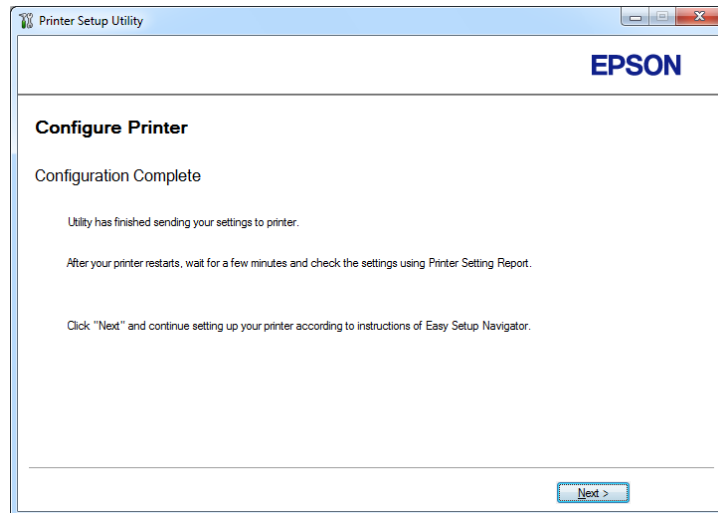 Printer Setup Utility
EPSON
Configure Printer
Configuration Complete
Utility has finished sending your settings to printer.
After your printer restarts, wait for a few minutes and check the settings using Printer Setting Report.
Click "Next" and continue setting up your printer according to instructions of Easy Setup Navigator.
Next >